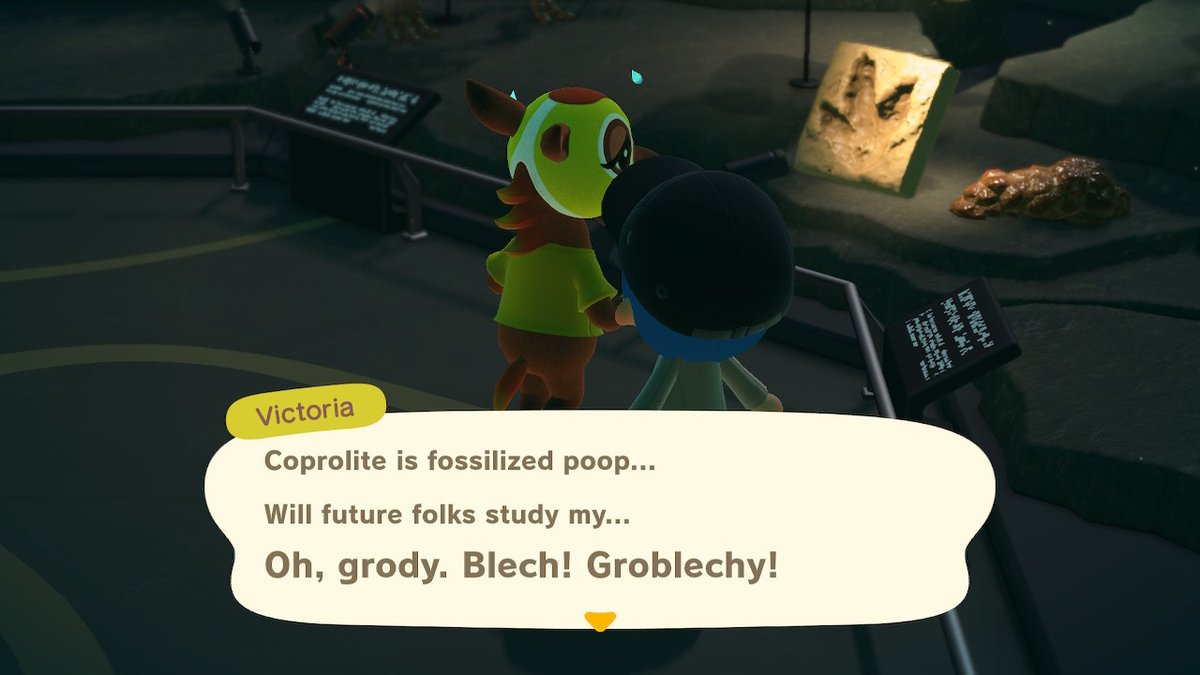 Victoria
Coprolite is fossilized poop...
Will future folks study my...
Oh, grody. Blech! Groblechy!